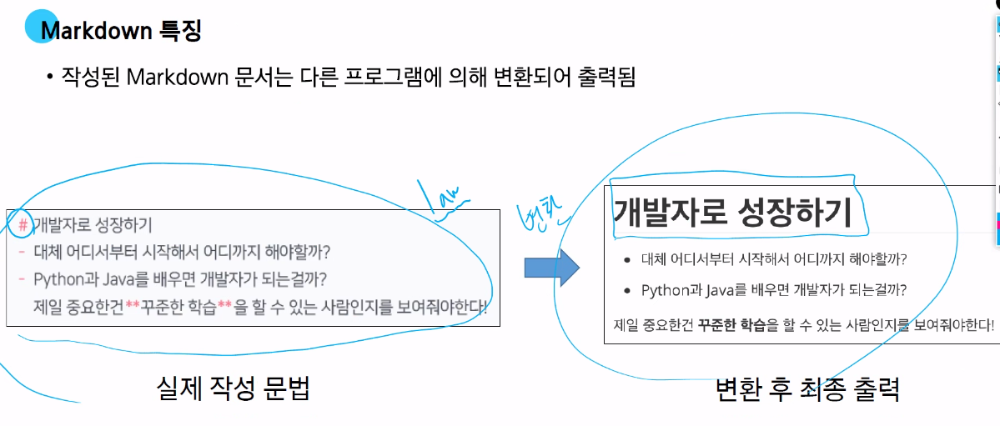 Markdown 특징
• 작성된 Markdown 문서는 다른 프로그램에 의해 변환되어 출력됨
# 개발자로 성장하기
- 대체 어디서부터 시작해서 어디까지 해야할까?
- Python과 Java를 배우면 개발자가 되는걸까?
제일 중요한건**꾸준한 학습**을 할 수 있는 사람인지를 보여줘야한다!
실제 작성 문법
변환
개발자로 성장하기
• 대체 어디서부터 시작해서 어디까지 해야할까?
• Python과 Java를 배우면 개발자가 되는걸까?
제일 중요한건 꾸준한 학습을 할 수 있는 사람인지를 보여줘야한다!
변환 후 최종 출력